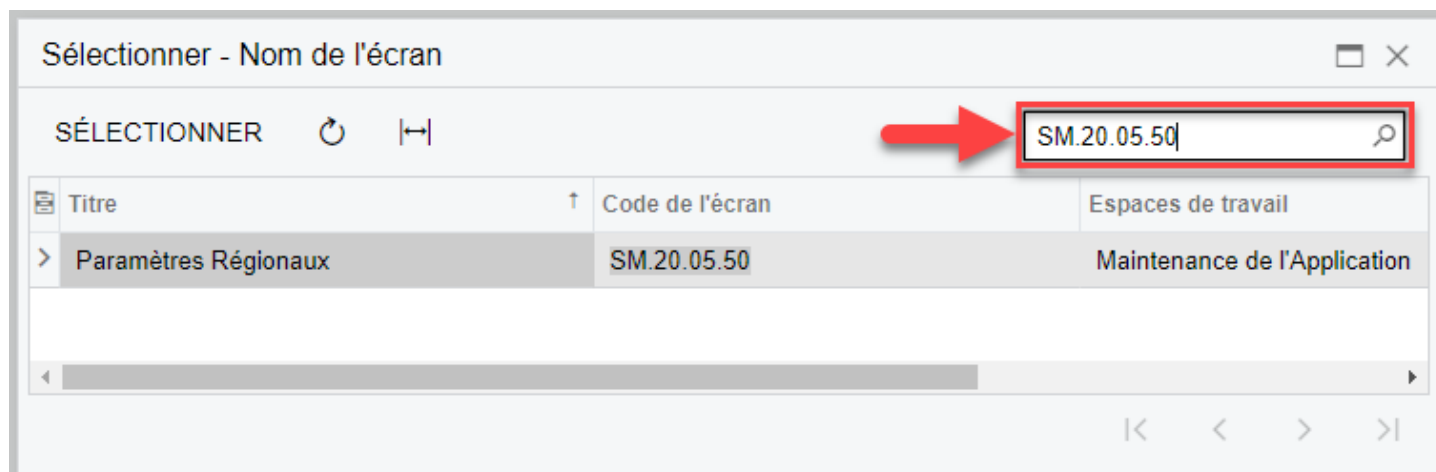 Sélectionner - Nom de l'écran
SÉLECTIONNER SM.20.05.50
Titre Code de l'écran Espaces de travail
Paramètres Régionaux SM.20.05.50 Maintenance de l'Application